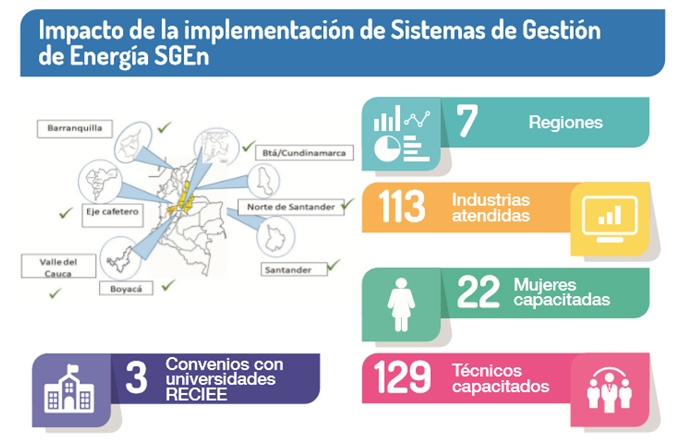 Impacto de la implementación de Sistemas de Gestión
de Energía SGEn
Barranquilla
Btá/Cundinamarca
Eje cafetero
Norte de Santander
Valle del
Cauca
Boyacá
Santander
7 Regiones
113 Industrias
atendidas
22 Mujeres
capacitadas
3 Convenios con
universidades
RECIEE
129 Técnicos
capacitados